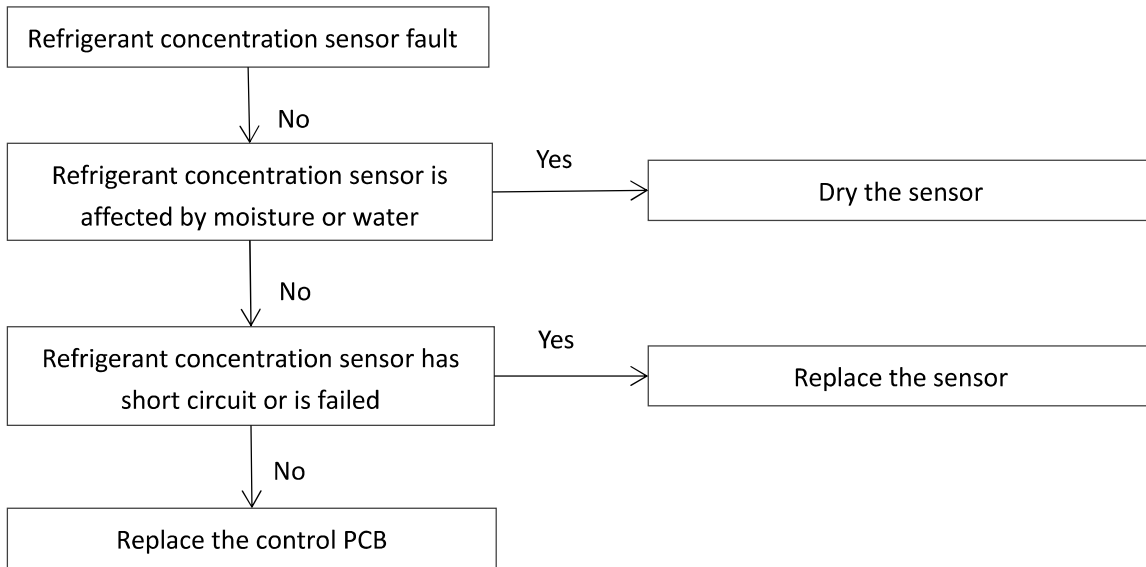 Refrigerant concentration sensor fault
No
Refrigerant concentration sensor is
affected by moisture or water
Yes
Dry the sensor
No
Refrigerant concentration sensor has
short circuit or is failed
Yes
Replace the sensor
No
Replace the control PCB